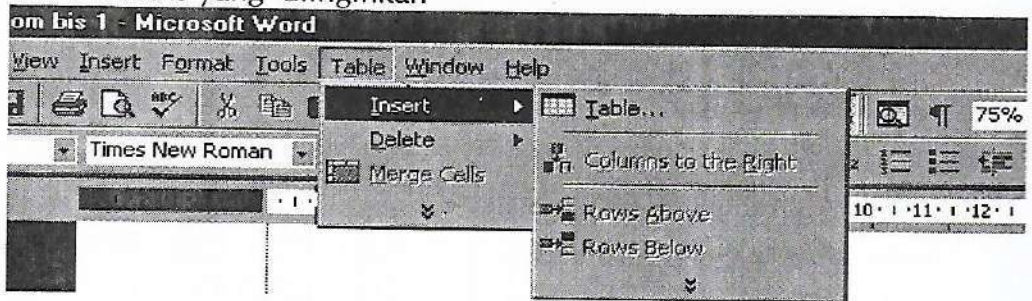 yang diinginkan
om bis 1 - Microsoft Word
View Insert Format Tools Table Window Help
ABC
75%
Times New Roman
Insert
Delete
Merge Cells
Table...
Columns to the Right
Rows Above
Rows Below
10 · 11 · 12